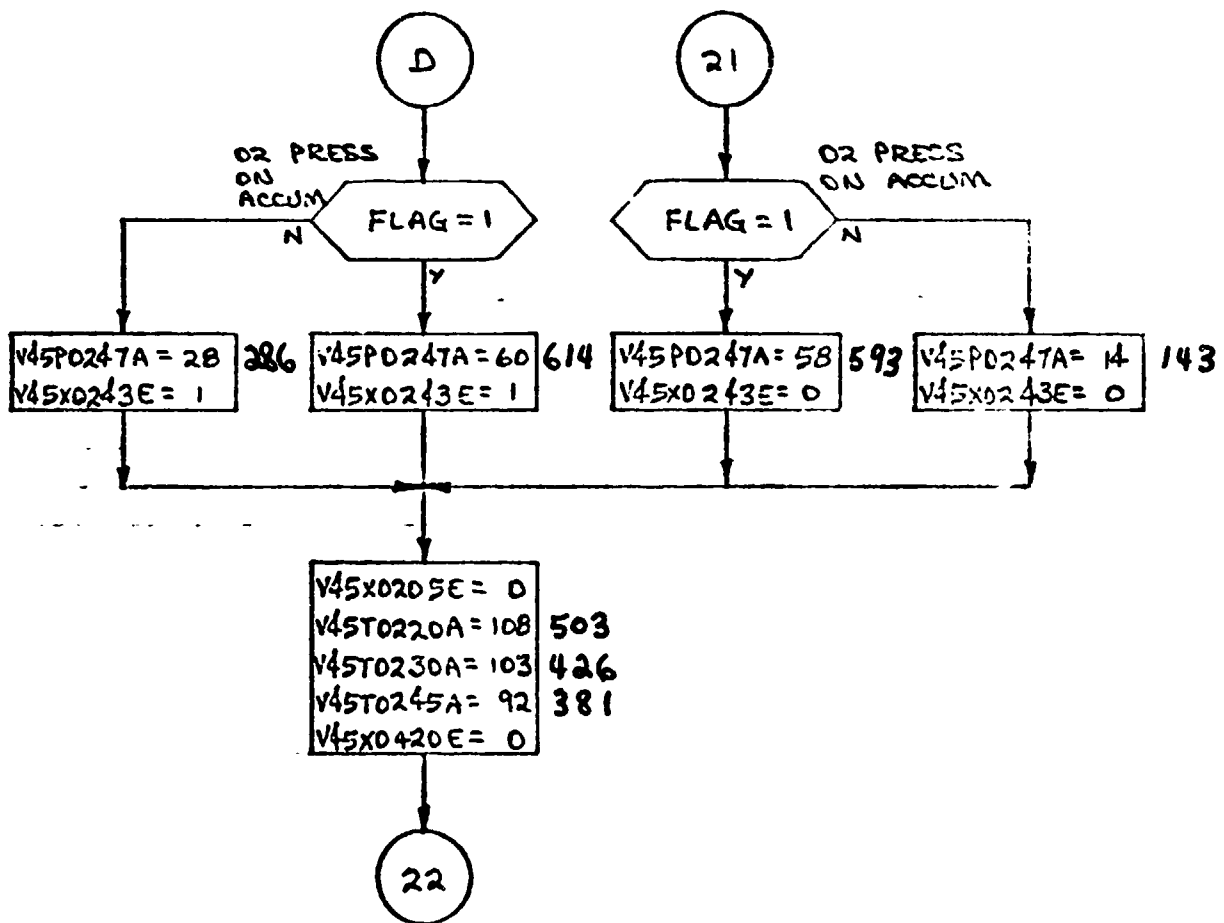 D
21
O2 PRESS
ON
ACCUM
O2 PRESS
ON ACCUM
FLAG = 1
N
Y
FLAG = 1
N
Y
V45P0247A = 28 286
V45X0243E = 1
V45P0247A = 60 614
V45X0243E = 1
V45P0247A = 58 593
V45X0243E = 0
V45P0247A = 14 143
V45X0243E = 0
V45X0205E = 0
V45T0220A = 108 503
V45T0230A = 103 426
V45T0245A = 92 381
V45X0420E = 0
22